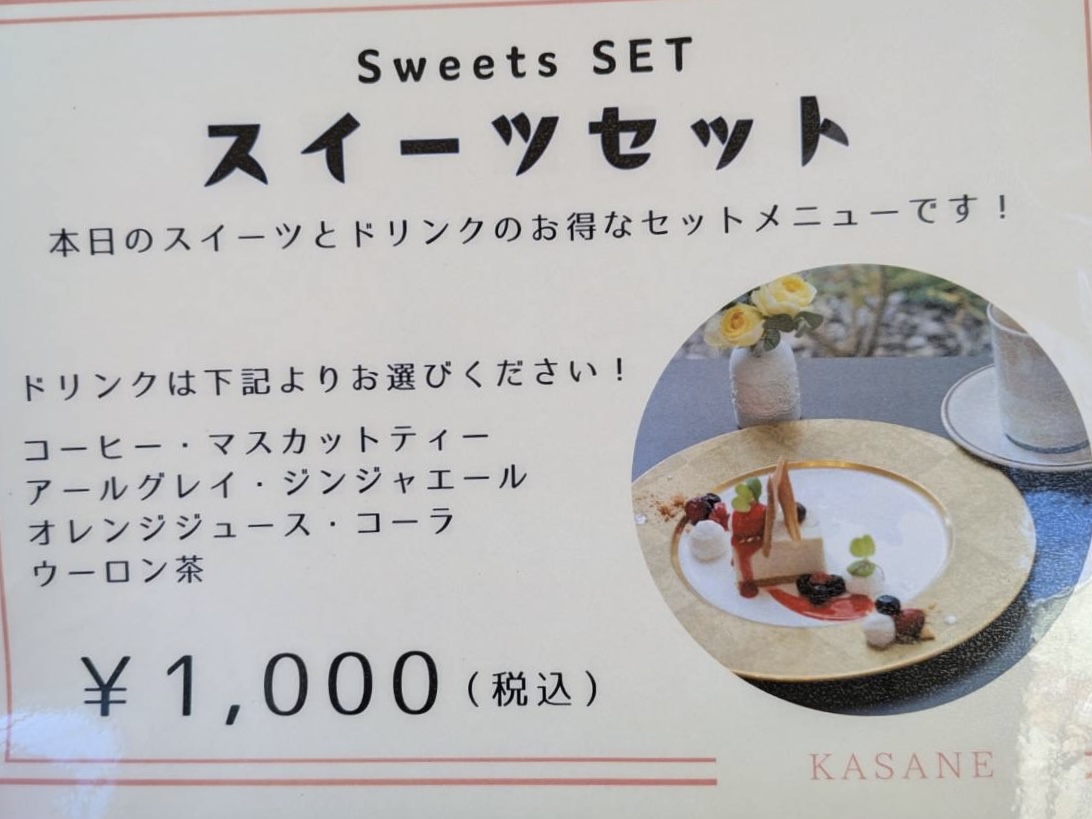 Sweets SET
スイーツセット
本日のスイーツとドリンクのお得なセットメニューです！
ドリンクは下記よりお選びください！
コーヒー・マスカットティー
アールグレイ・ジンジャエール
オレンジジュース・コーラ
ウーロン茶
¥1,000(税込)
KASANE